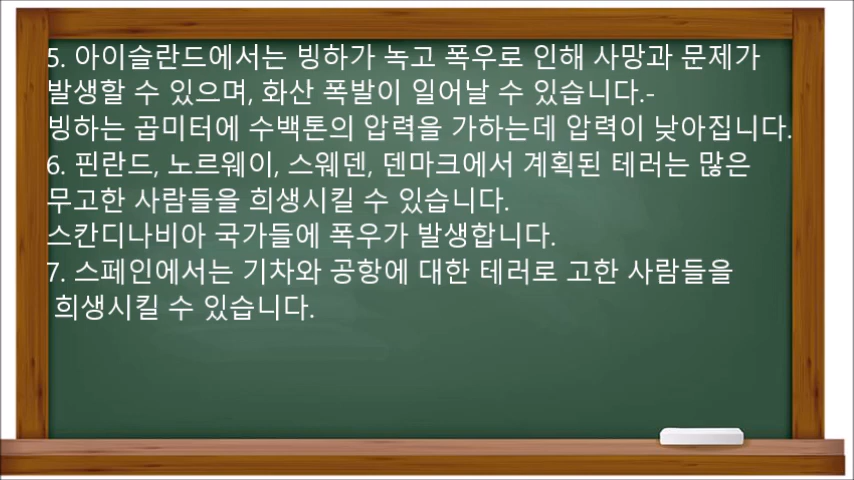 5. 아이슬란드에서는 빙하가 녹고 폭우로 인해 사망과 문제가
발생할 수 있으며, 화산 폭발이 일어날 수 있습니다.-
빙하는 곱미터에 수백톤의 압력을 가하는데 압력이 낮아집니다.
6. 핀란드, 노르웨이, 스웨덴, 덴마크에서 계획된 테러는 많은
무고한 사람들을 희생시킬 수 있습니다.
스칸디나비아 국가들에 폭우가 발생합니다.
7. 스페인에서는 기차와 공항에 대한 테러로 고한 사람들을
희생시킬 수 있습니다.